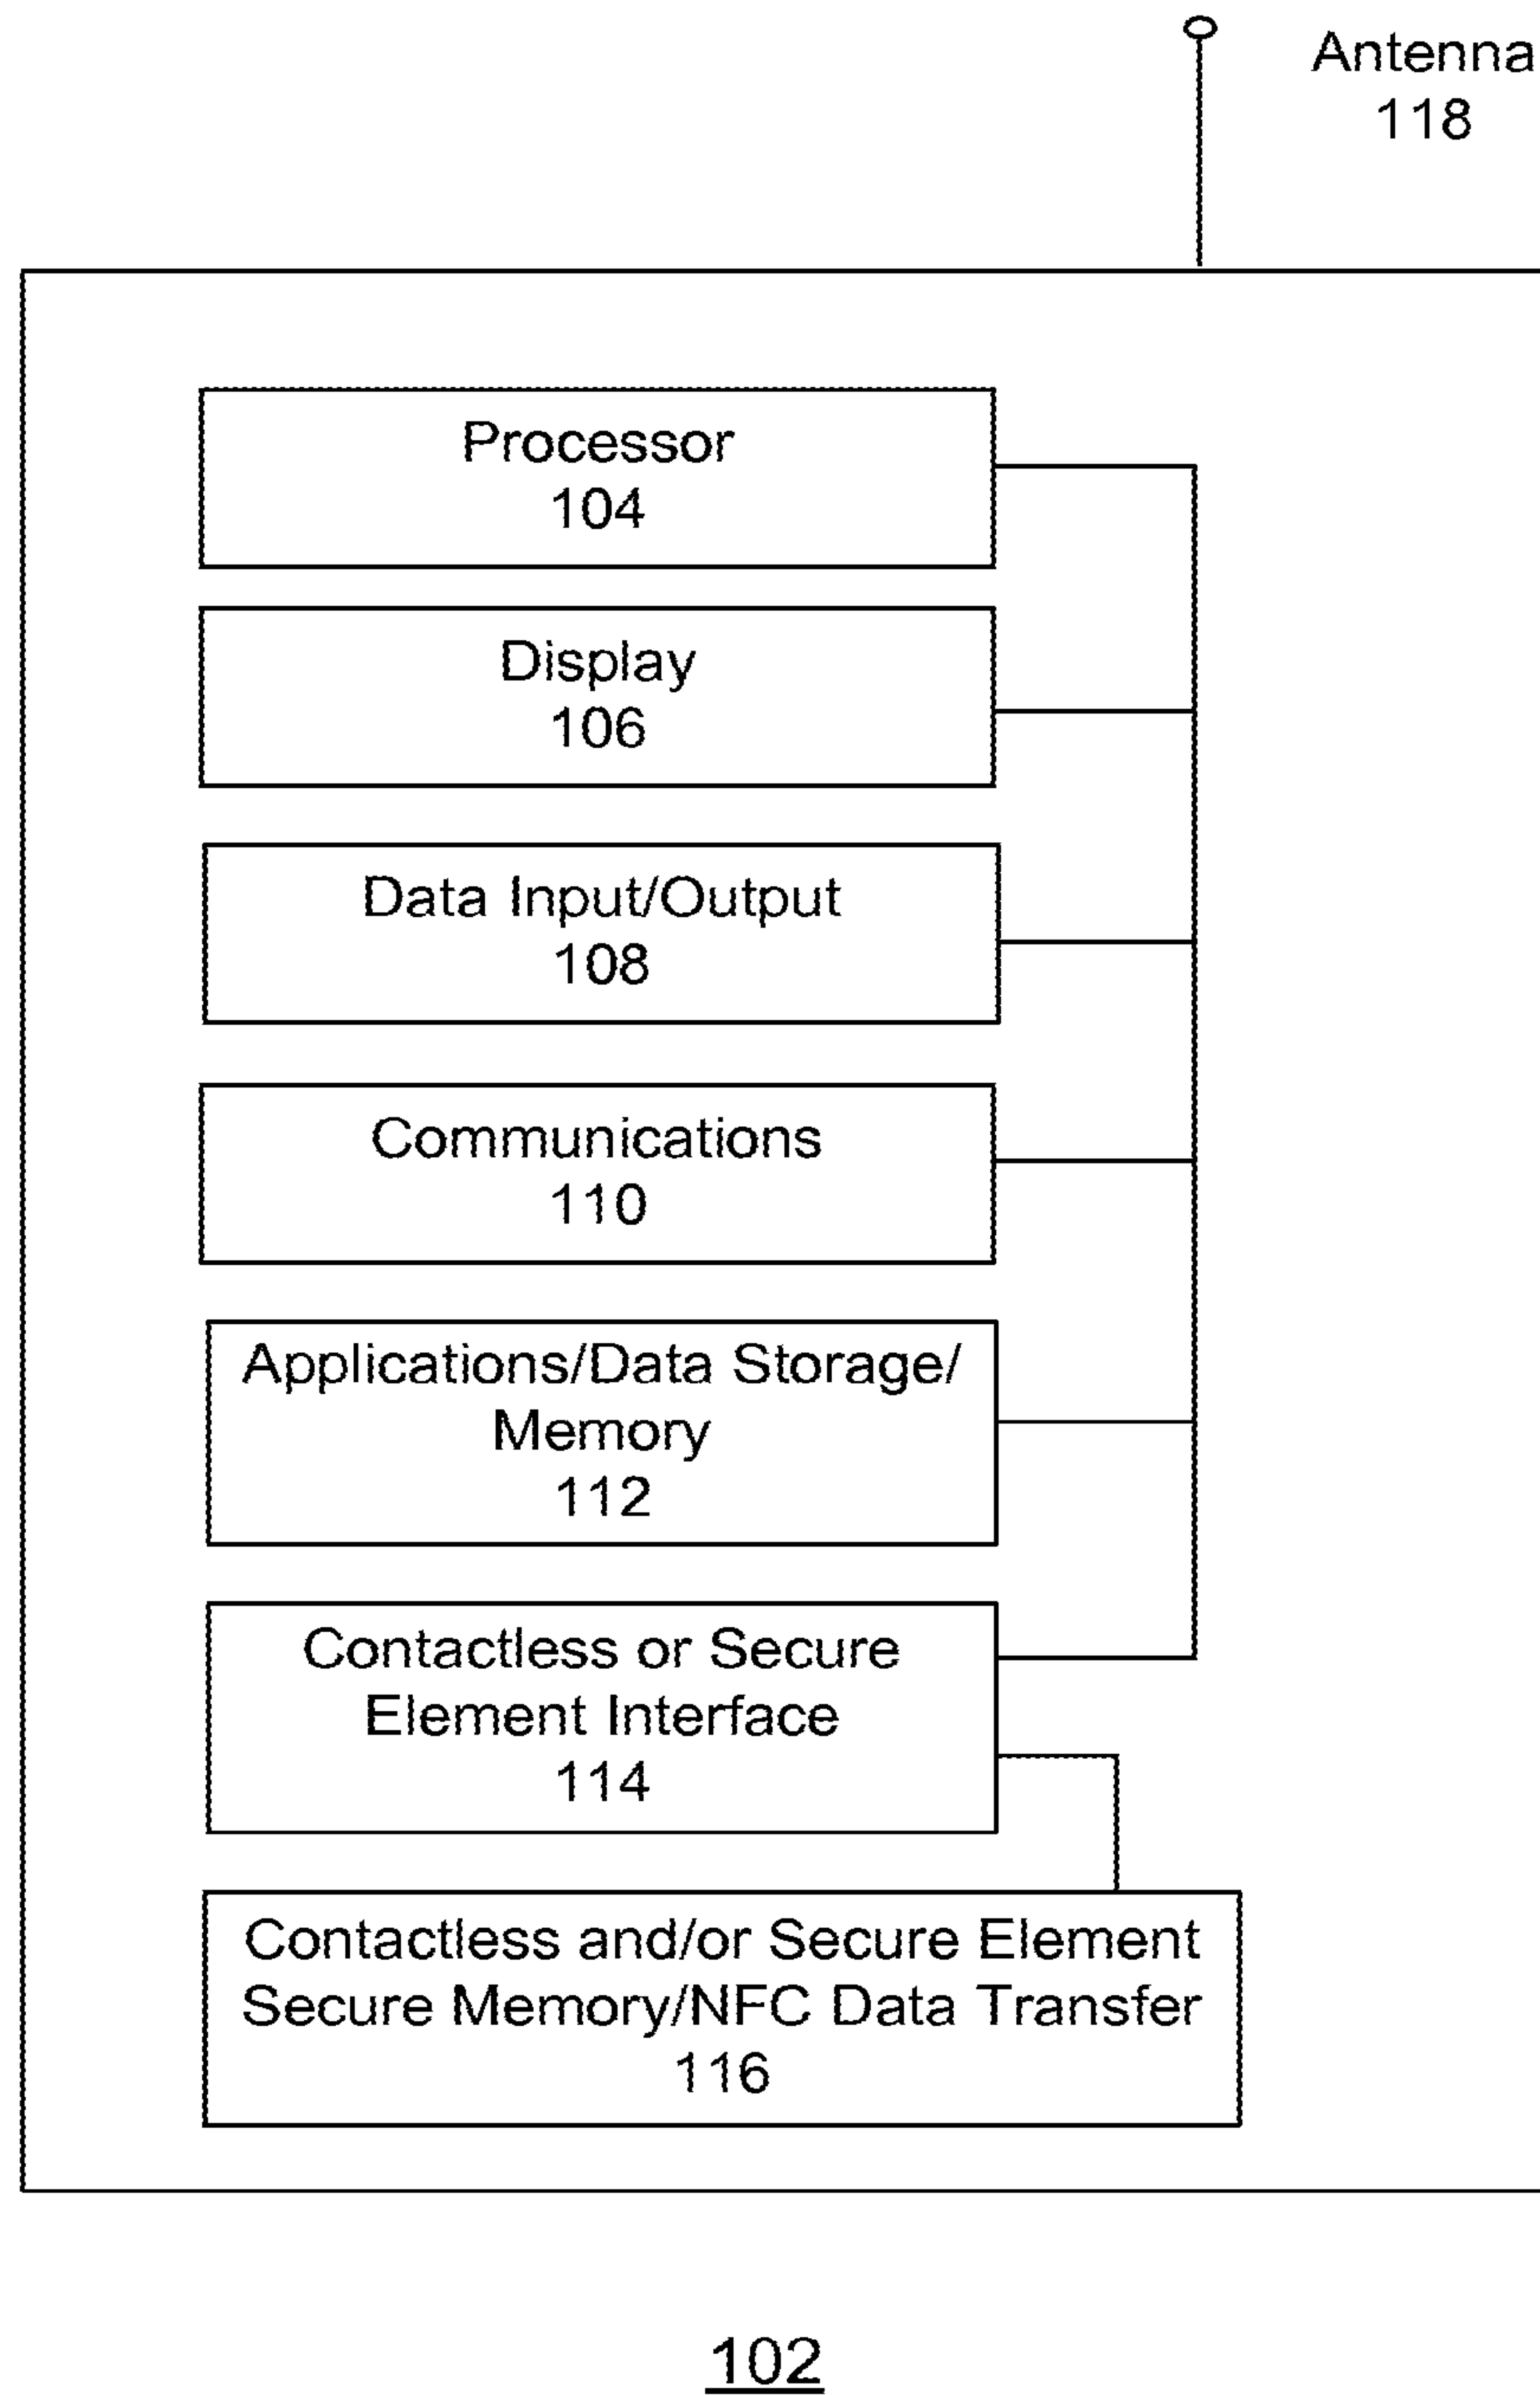 Antenna
118
Processor
104
Display
106
Data Input/Output
108
Communications
110
Applications/Data Storage/
Memory
112
Contactless or Secure
Element Interface
114
Contactless and/or Secure Element
Secure Memory/NFC Data Transfer
116
102